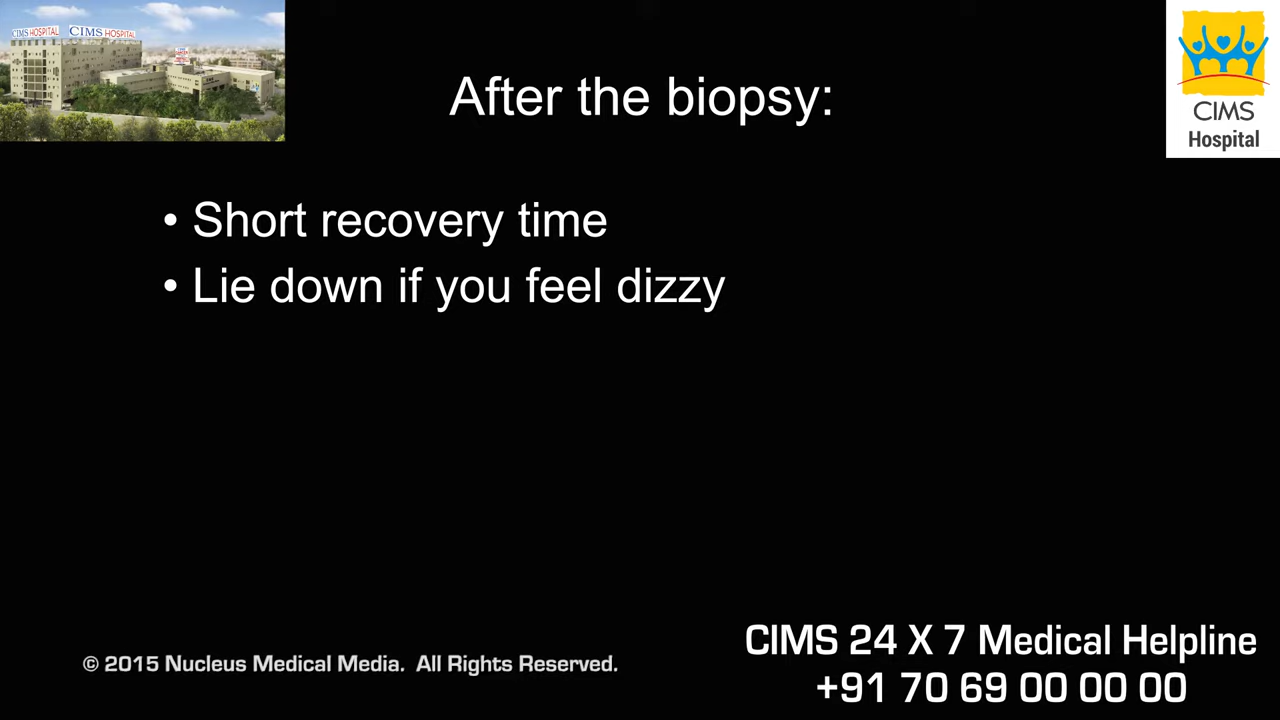 CIMS HOSPITAL CIMS HOSPITAL
After the biopsy:
CIMS
Hospital
• Short recovery time
• Lie down if you feel dizzy
CIMS 24 X 7 Medical Helpline
© 2015 Nucleus Medical Media. All Rights Reserved.
+91 70 69 00 00 00